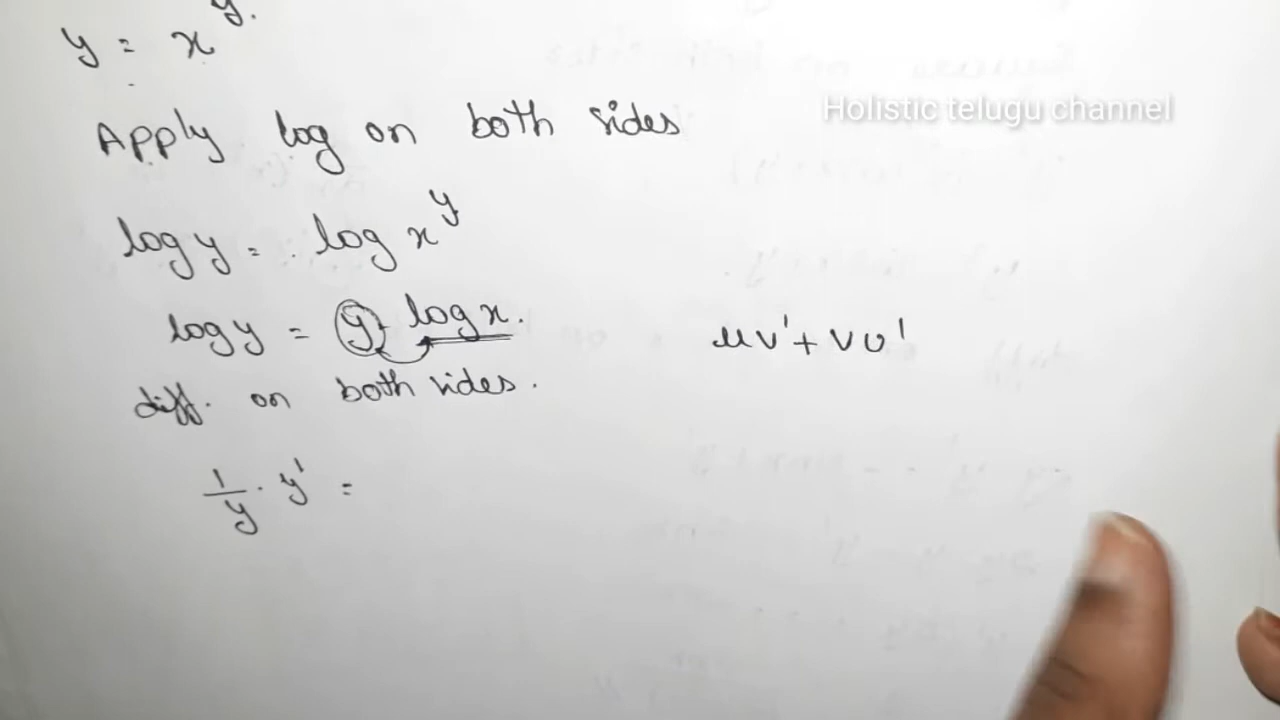 y = x^y.
Holistic telugu channel
Apply log on both sides
log y = log x^y
log y = y log x.
uv' + vu'
diff. on both sides.
1/y . y' =